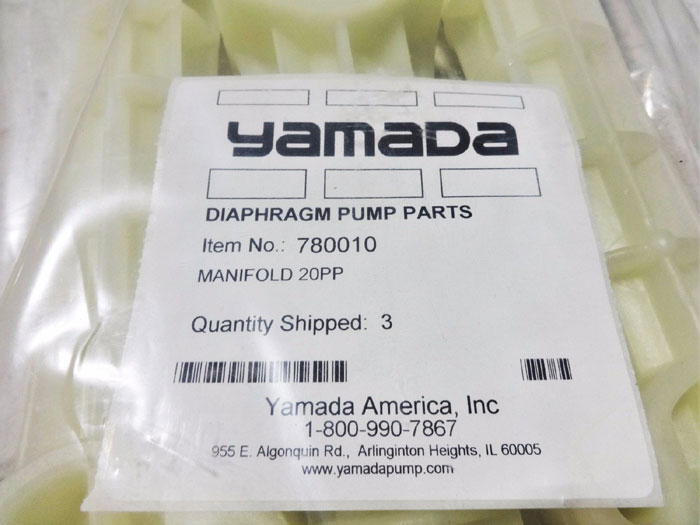 yamada
DIAPHRAGM PUMP PARTS
Item No.: 780010
MANIFOLD 20PP
Quantity Shipped: 3
Yamada America, Inc
1-800-990-7867
955 E. Algonquin Rd., Arlinginton Heights, IL 60005
www.yamadapump.com